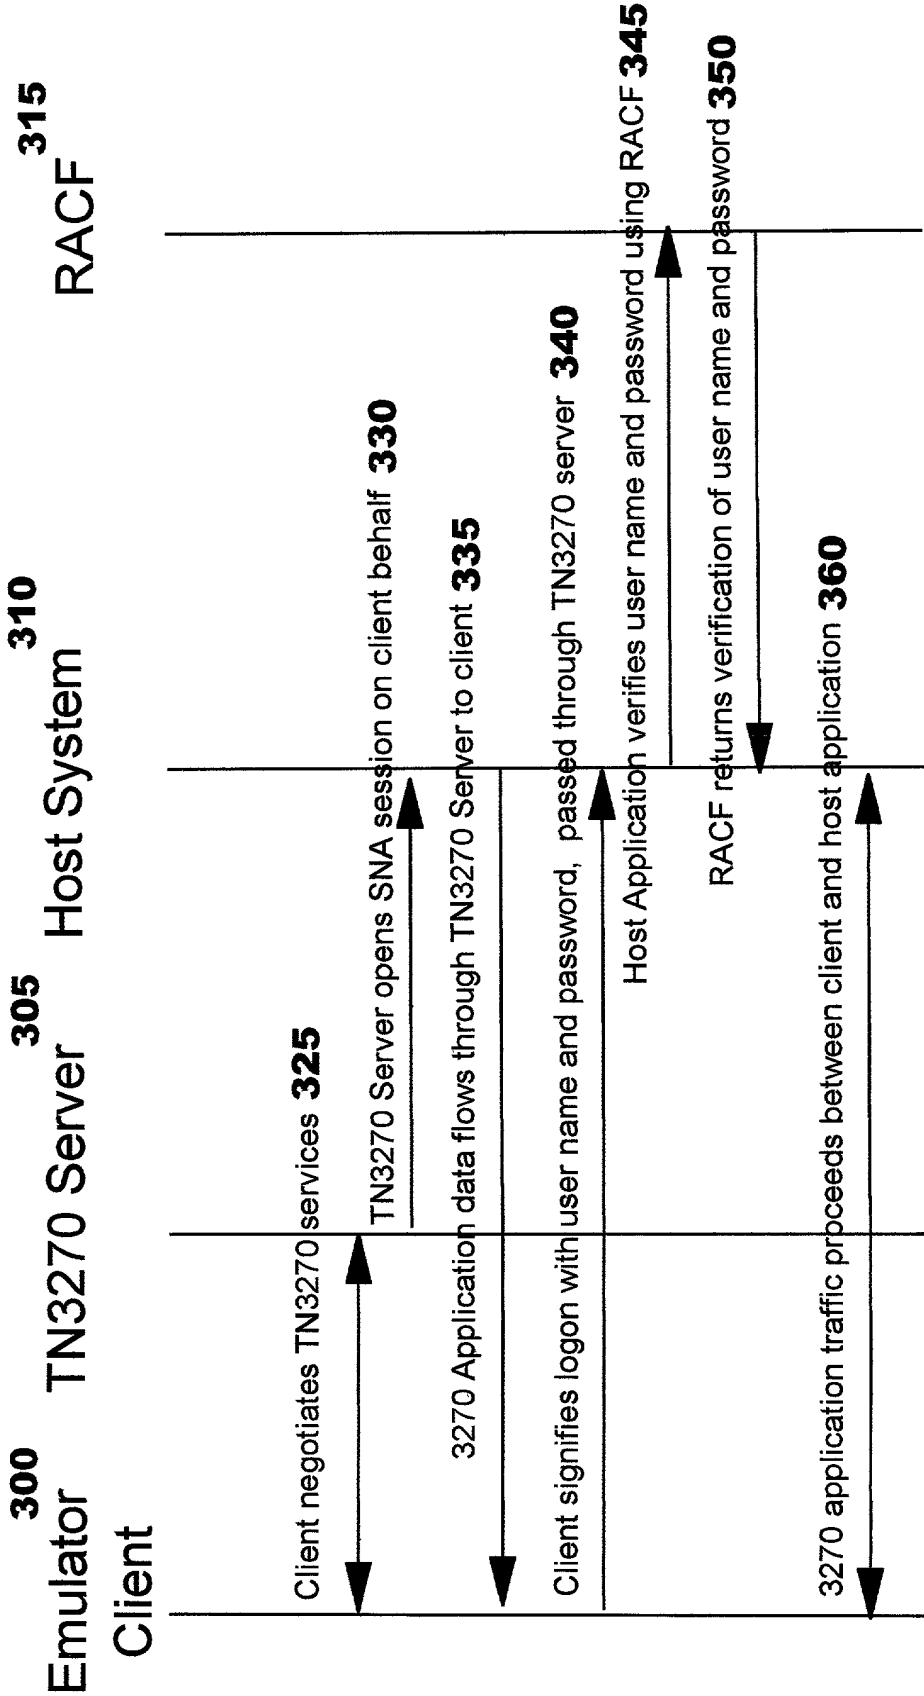 300
Emulator
Client
305
TN3270 Server
310
Host System
315
RACF
Client negotiates TN3270 services 325
TN3270 Server opens SNA session on client behalf 330
3270 Application data flows through TN3270 Server to client 335
Client signifies logon with user name and password, passed through TN3270 server 340
Host Application verifies user name and password using RACF 345
RACF returns verification of user name and password 350
3270 application traffic proceeds between client and host application 360